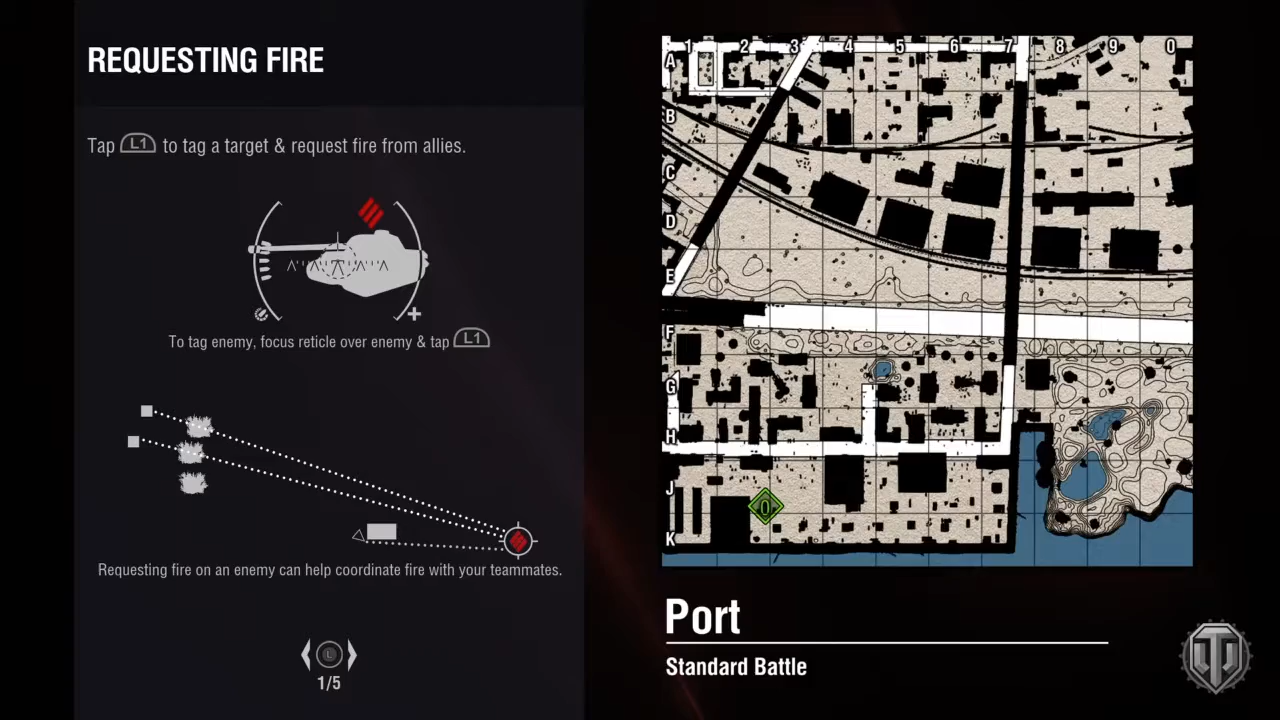 REQUESTING FIRE
Tap L1 to tag a target & request fire from allies.
To tag enemy, focus reticle over enemy & tap L1
Requesting fire on an enemy can help coordinate fire with your teammates.
L
1/5
1 2 3 4 5 6 7 8 9 0
A
B
C
D
E
F
G
H
J
K
0
Port
Standard Battle